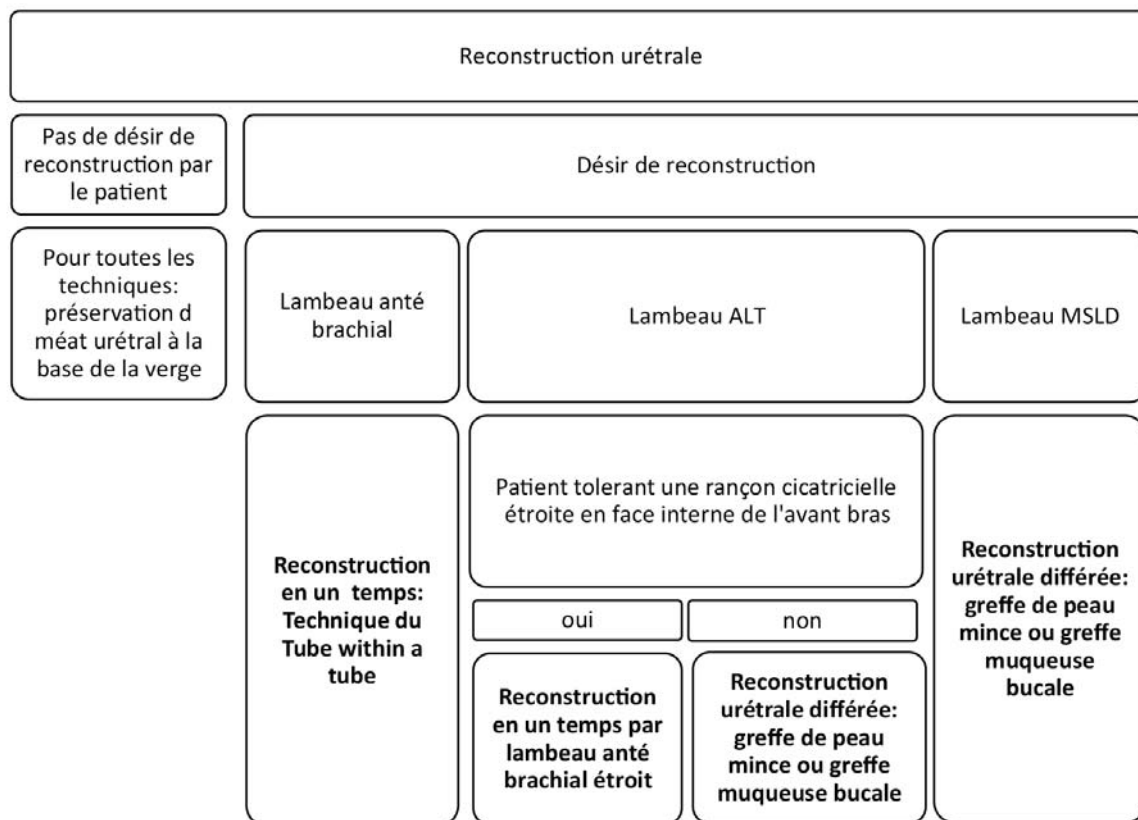 Reconstruction urétrale
Pas de désir de
reconstruction par
le patient
Désir de reconstruction
Pour toutes les
techniques:
préservation d
méat urétral à la
base de la verge
Lambeau anté
brachial
Lambeau ALT
Lambeau MSLD
Reconstruction
en un temps:
Technique du
Tube within a
tube
Patient tolerant une rançon cicatricielle
étroite en face interne de l'avant bras
oui
non
Reconstruction
en un temps par
lambeau anté
brachial étroit
Reconstruction
urétrale différée:
greffe de peau
mince ou greffe
muqueuse bucale
Reconstruction
urétrale différée:
greffe de peau
mince ou greffe
muqueuse
bucale